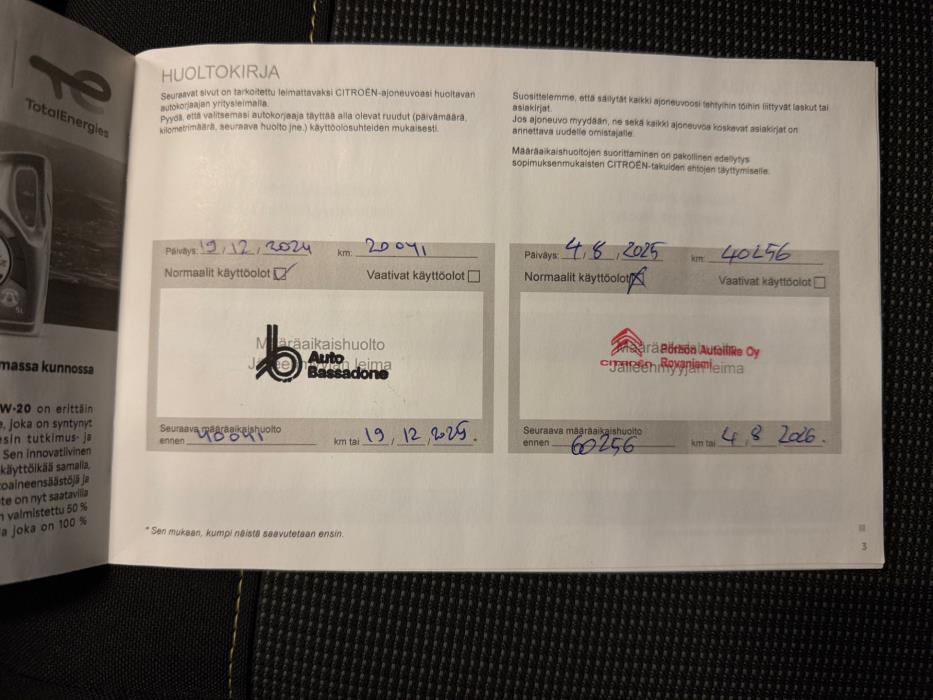 TotalEnergies
massa kunnossa
W-20 on erittäin
, joka on syntynyt
sin tutkimus- ja
Sen innovatiivinen
käyttöikää samalla,
oaineensäästöjä ja
te on nyt saatavilla
n valmistettu 50 %
a joka on 100 %
HUOLTOKIRJA
Seuraavat sivut on tarkoitettu leimattavaksi CITROËN-ajoneuvoasi huoltavan
autokorjaajan yritysleimalla.
Pyydä, että valitsemasi autokorjaaja täyttää alla olevat ruudut (päivämäärä,
kilometrimäärä, seuraava huolto jne.) käyttöolosuhteiden mukaisesti.
Päiväys: 19, 12, 2024 km: 20041
Normaalit käyttöolot Vaativat käyttöolot
Määräaikaishuolto
Jälleenmyyjän leima
Auto
Bassadone
Seuraava määräaikaishuolto
ennen 40041 km tai 19, 12, 2025.
* Sen mukaan, kumpi näistä saavutetaan ensin.
Suosittelemme, että säilytät kaikki ajoneuvoosi tehtyihin töihin liittyvät laskut tai
asiakirjat.
Jos ajoneuvo myydään, ne sekä kaikki ajoneuvoa koskevat asiakirjat on
annettava uudelle omistajalle.
Määräaikaishuoltojen suorittaminen on pakollinen edellytys
sopimuksenmukaisten CITROËN-takuiden ehtojen täyttymiselle.
Päiväys: 4, 8, 2025 km: 40256
Normaalit käyttöolot Vaativat käyttöolot
Määräaikaishuolto
Jälleenmyyjän leima
CITROËN
Pörhön Autoliike Oy
Rovaniemi
Seuraava määräaikaishuolto
ennen 60256 km tai 4, 8 2026.
3